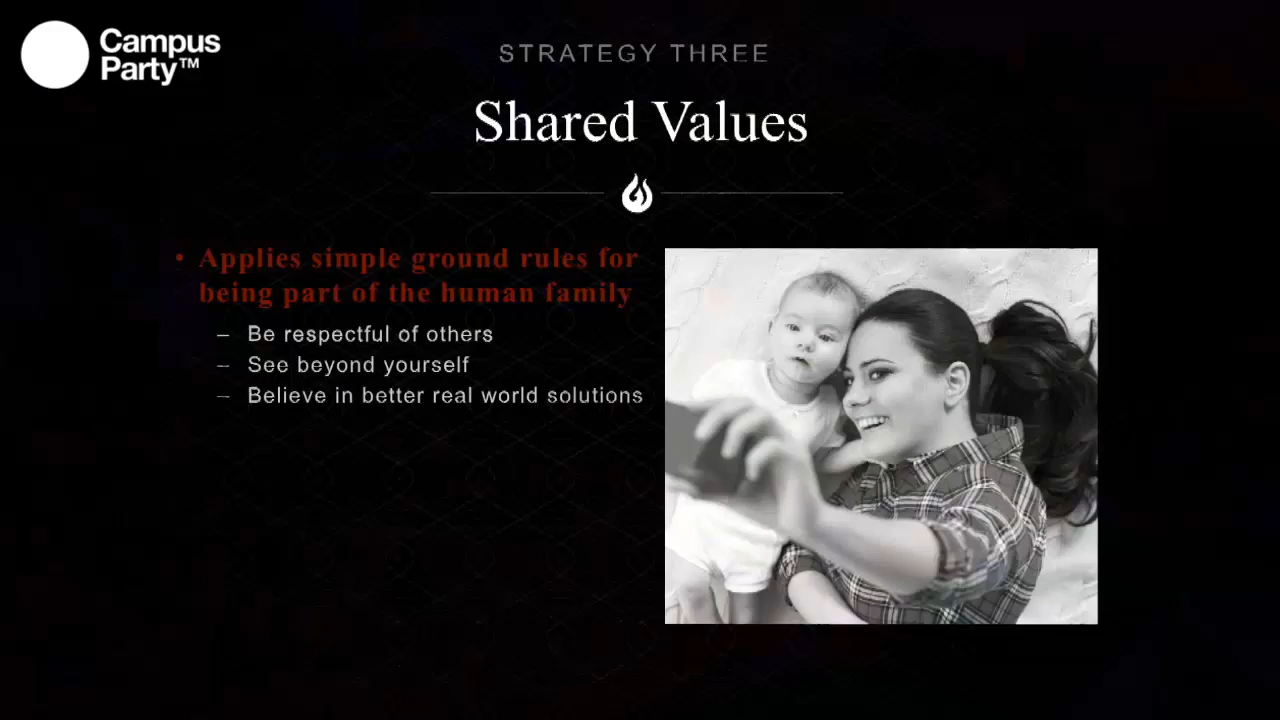 Campus
Party™
STRATEGY THREE
Shared Values
• Applies simple ground rules for
being part of the human family
– Be respectful of others
– See beyond yourself
– Believe in better real world solutions